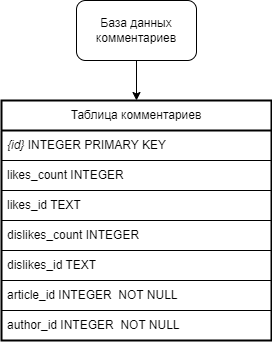 База данных
комментариев
Таблица комментариев
{id} INTEGER PRIMARY KEY
likes_count INTEGER
likes_id TEXT
dislikes_count INTEGER
dislikes_id TEXT
article_id INTEGER  NOT NULL
author_id INTEGER  NOT NULL